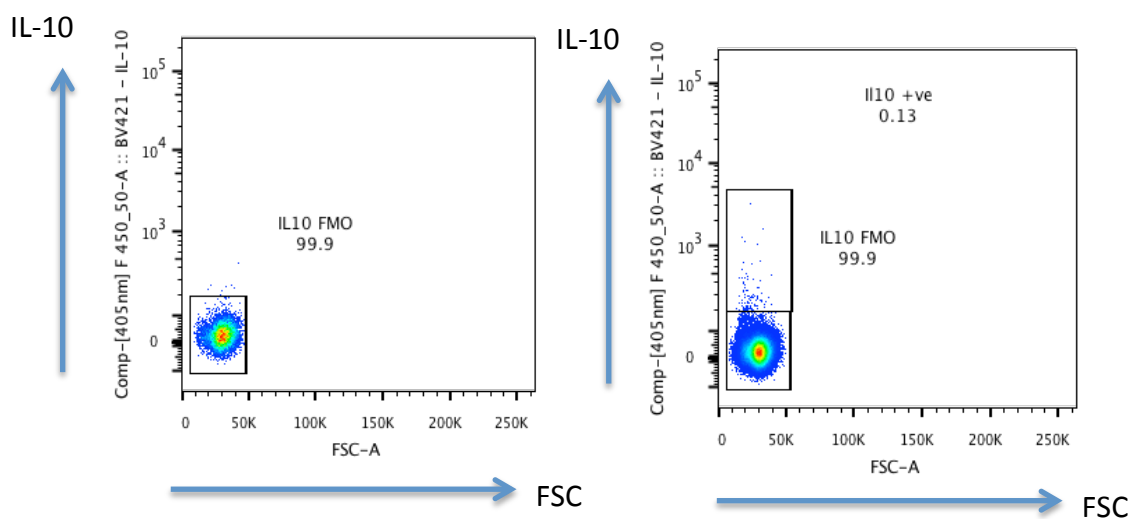 IL-10
Comp-[405nm] F 450_50-A :: BV421 - IL-10
10^5
10^4
10^3
0
IL10 FMO
99.9
0 50K 100K 150K 200K 250K
FSC-A
FSC
IL-10
Comp-[405nm] F 450_50-A :: BV421 - IL-10
10^5
10^4
10^3
0
Il10 +ve
0.13
IL10 FMO
99.9
0 50K 100K 150K 200K 250K
FSC-A
FSC